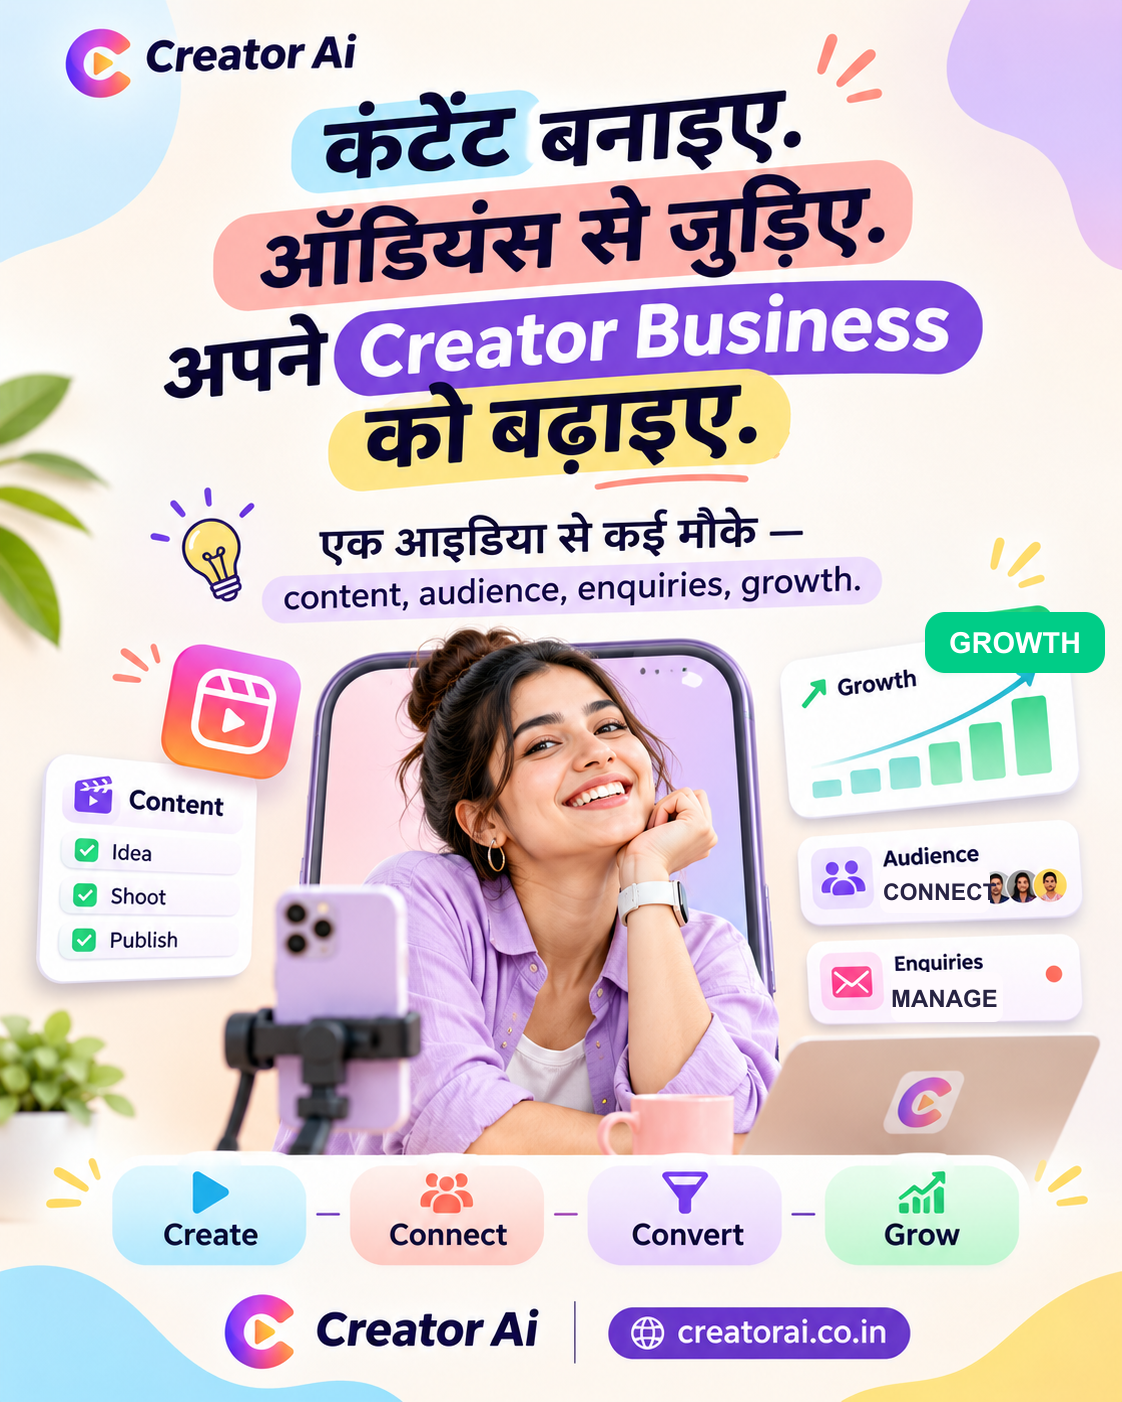 Creator Ai
कंटेंट बनाइए.
ऑडियंस से जुड़िए.
अपने Creator Business
को बढ़ाइए.
एक आइडिया से कई मौके –
content, audience, enquiries, growth.
GROWTH
Growth
Content
Idea
Shoot
Publish
Audience
CONNECT
Enquiries
MANAGE
Create
Connect
Convert
Grow
Creator Ai
creatorai.co.in